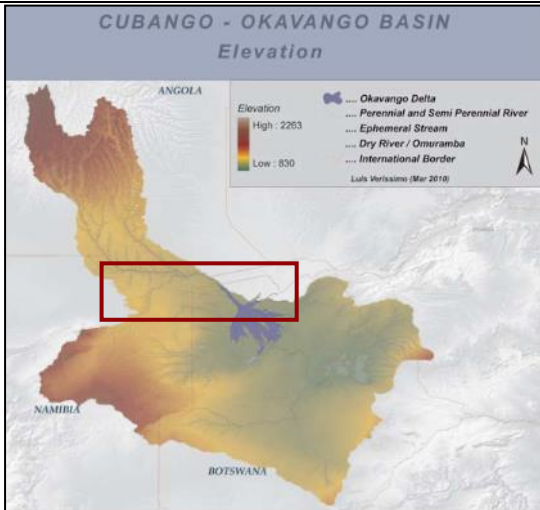 CUBANGO - OKAVANGO BASIN
Elevation
ANGOLA
Elevation
High : 2263
Low : 830
.... Okavango Delta
.... Perennial and Semi Perennial River
.... Ephemeral Stream
.... Dry River / Omuramba
.... International Border
Luis Verissimo (Mar 2010)
N
NAMIBIA
BOTSWANA